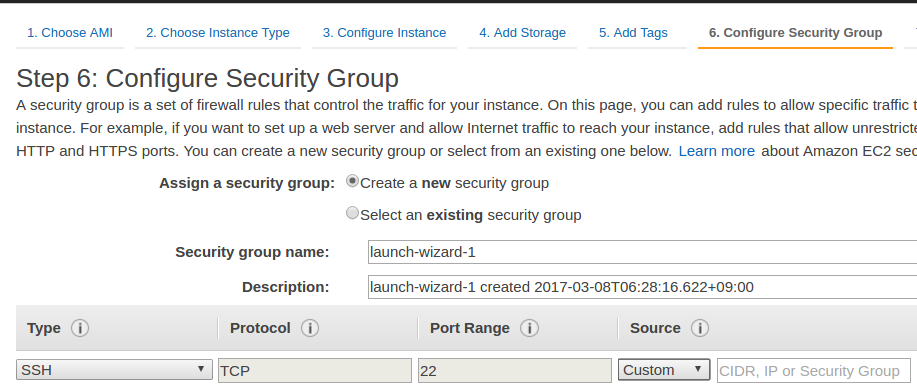 1. Choose AMI 2. Choose Instance Type 3. Configure Instance 4. Add Storage 5. Add Tags 6. Configure Security Group
Step 6: Configure Security Group
A security group is a set of firewall rules that control the traffic for your instance. On this page, you can add rules to allow specific traffic
instance. For example, if you want to set up a web server and allow Internet traffic to reach your instance, add rules that allow
HTTP and HTTPS ports. You can create a new security group or select from an existing one below. Learn more about Amazon EC2
Assign a security group: Create a new security group
Select an existing security group
Security group name: launch-wizard-1
Description: launch-wizard-1 created 2017-03-08T06:28:16.622+09:00
Type i Protocol i Port Range i Source i
SSH TCP 22 Custom CIDR, IP or Security Group